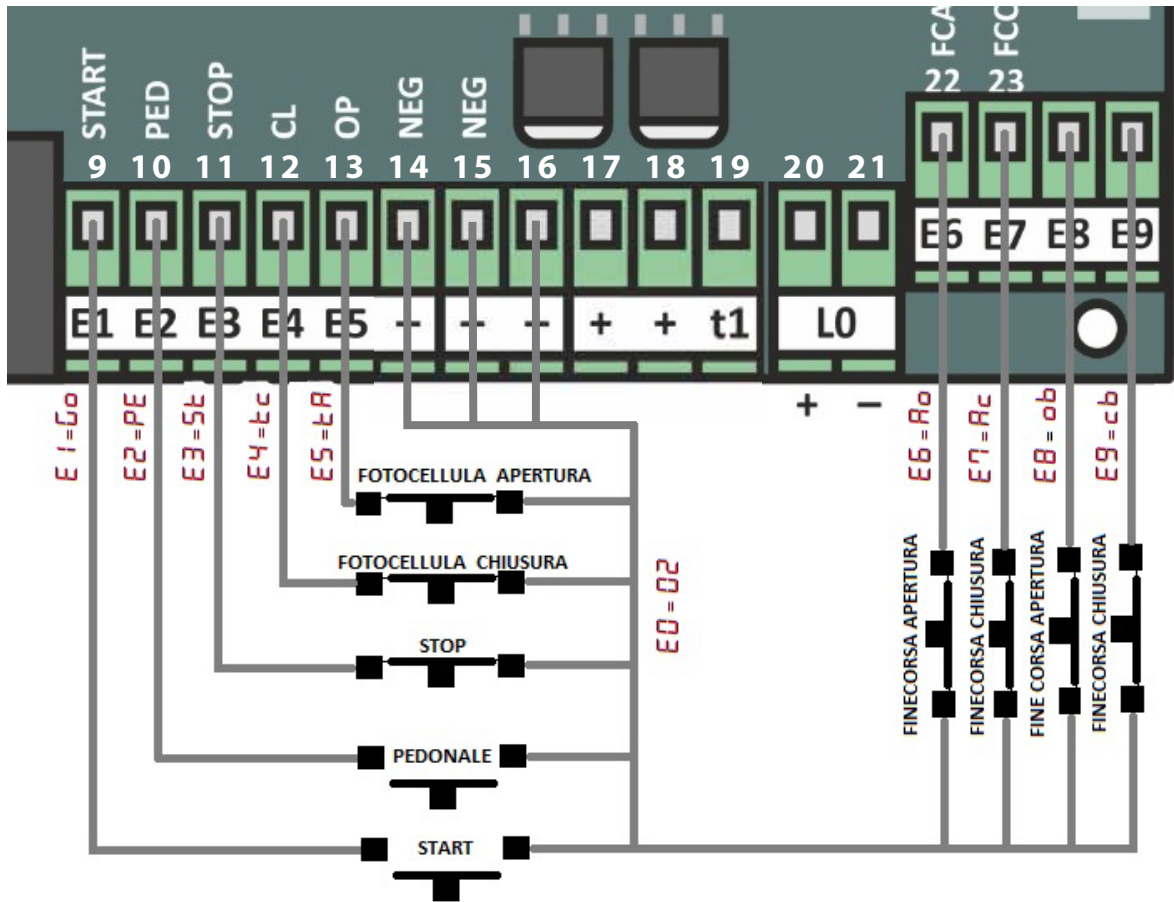 START PED STOP CL OP NEG NEG
9 10 11 12 13 14 15 16 17 18 19 20 21
FCA FCC
22 23
E6 E7 E8 E9
E1 E2 E3 E4 E5 - - - + + t1 L0
+ -
E1=Go
E2=PE
E3=St
E4=tc
E5=tA
E6=Ao
E7=Ac
E8=ob
E9=cb
FOTOCELLULA APERTURA
FOTOCELLULA CHIUSURA
STOP
PEDONALE
START
E0=02
FINECORSA APERTURA
FINECORSA CHIUSURA
FINE CORSA APERTURA
FINECORSA CHIUSURA